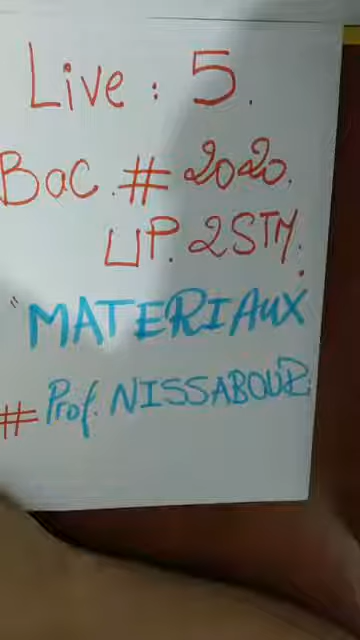 Live : 5.
BaC. # 2020.
UP. 2STM.
"MATERIAUX
# Prof. NISSABOUR